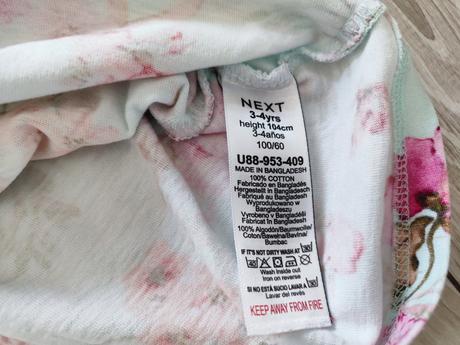 NEXT
3-4yrs
height 104cm
3-4años
100/60
U88-953-409
MADE IN BANGLADESH
100% COTTON
Fabricado en Bangladés
Hergestellt in Bangladesch
Fabriqué au Bangladesh
Wyprodukowano w
Bangladeszu
Vyrobeno v Bangladéši
Fabricat în Bangladesh
100% Algodón/Baumwolle/
Coton/Bawełna/Bavlna/
Bumbac
IF IT'S NOT DIRTY WASH AT 30
Wash inside out
Iron on reverse
SI NO ESTÁ SUCIO LAVAR A 30
Lavar del revés
KEEP AWAY FROM FIRE